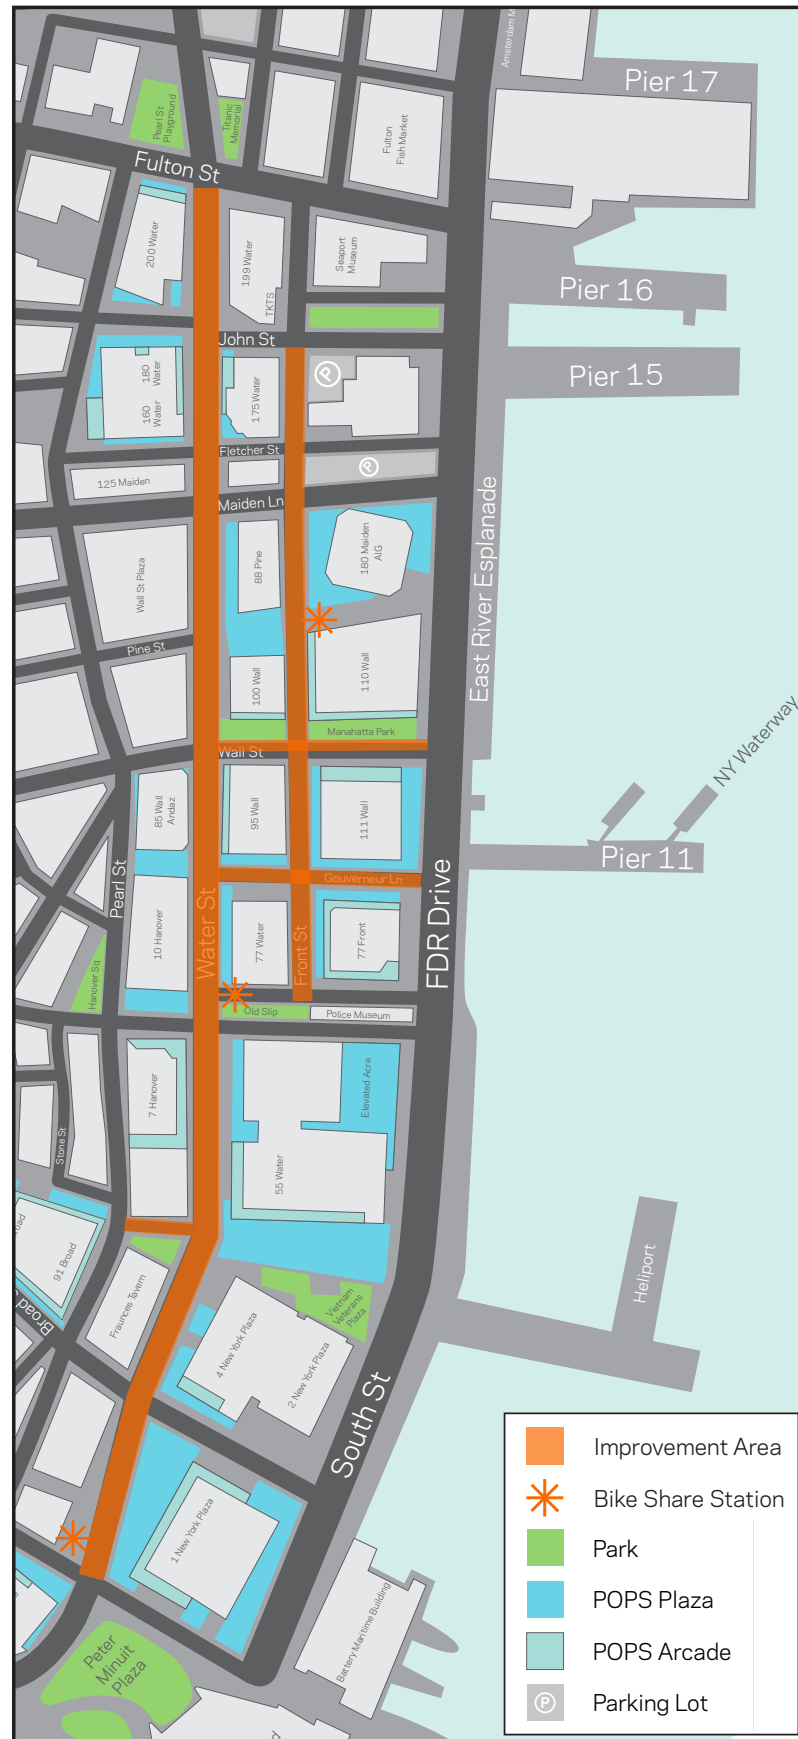 Amsterdam M
Pier 17
Pearl St
Playground
Titanic
Memorial
Fulton
Fish Market
Fulton St
200 Water
199 Water
TKTS
Seaport
Museum
Pier 16
John St
180
Water
160
Water
175 Water
P
Pier 15
Fletcher St
P
125 Maiden
Maiden Ln
East River Esplanade
88 Pine
180 Maiden
AIG
Wall St Plaza
Pine St
100 Wall
110 Wall
Manahatta Park
Wall St
NY Waterway
85 Wall
Andaz
95 Wall
111 Wall
Pier 11
Pearl St
Gouverneur Ln
FDR Drive
Water St
10 Hanover
77 Water
Front St
77 Front
Hanover Sq
Old Slip
Police Museum
7 Hanover
Elevated Acre
Stone St
55 Water
oad
91 Broad
Broad
Fraunces Tavern
Vietnam
Veterans
Plaza
Heliport
4 New York Plaza
2 New York Plaza
South St
1 New York Plaza
Battery Maritime Building
Peter
Minuit
Plaza
Improvement Area
Bike Share Station
Park
POPS Plaza
POPS Arcade
P
Parking Lot